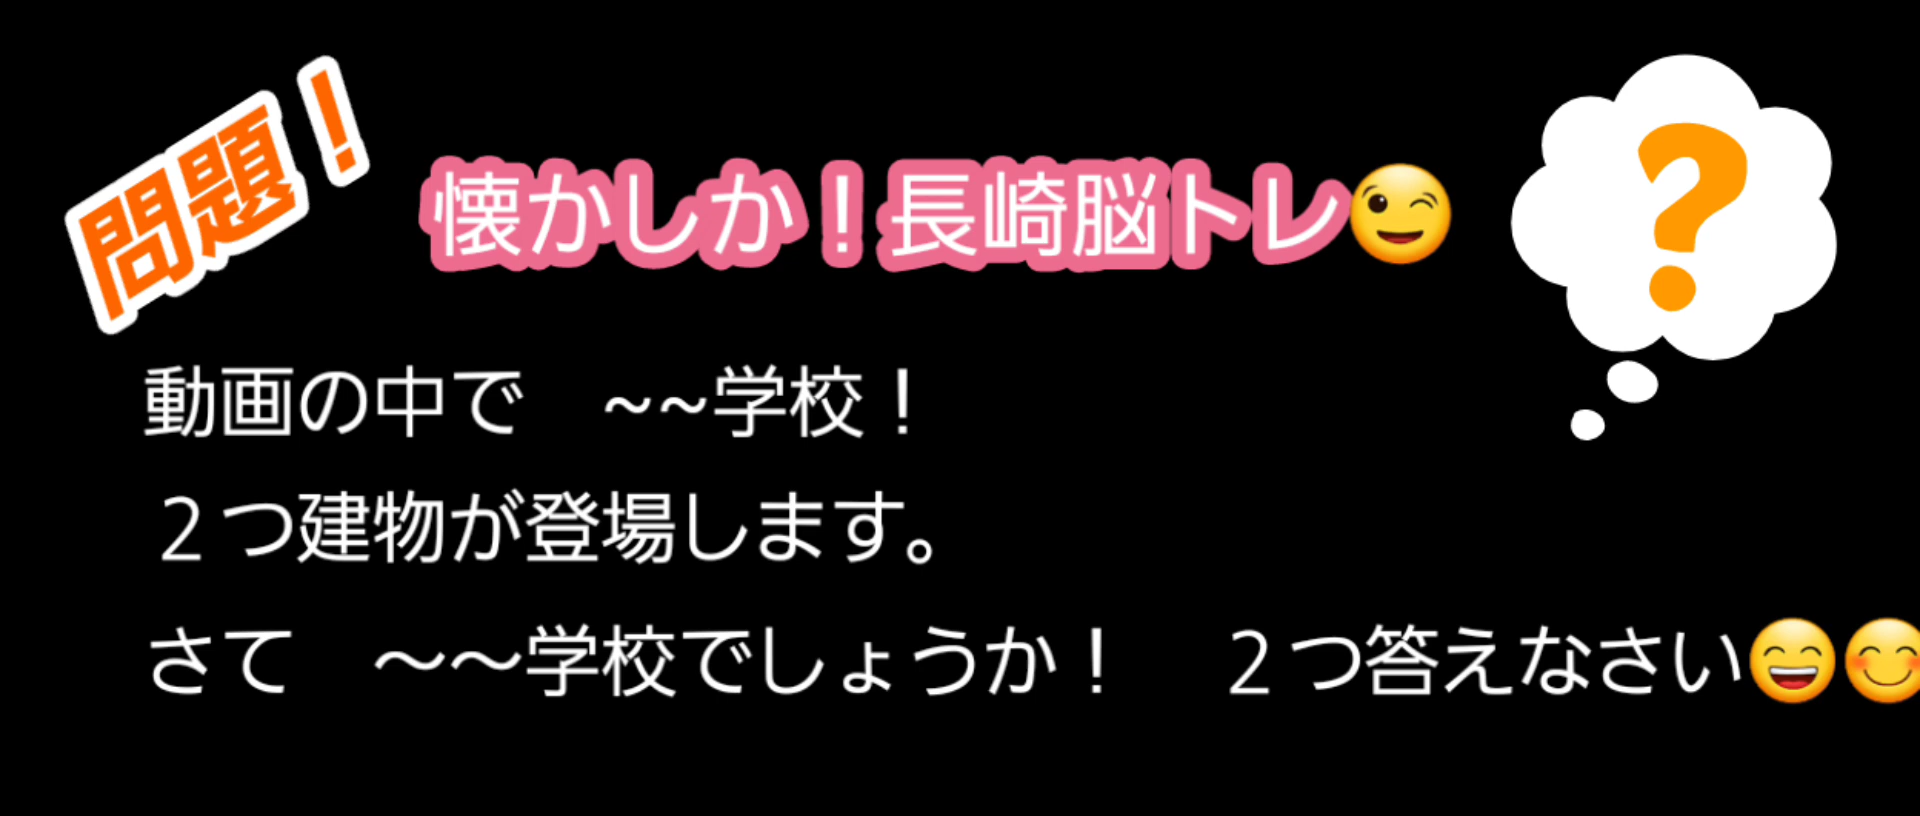 問題！
懐かしか！長崎脳トレ😉
動画の中で　~~学校！
２つ建物が登場します。
さて　～～学校でしょうか！　２つ答えなさい😄😊
?